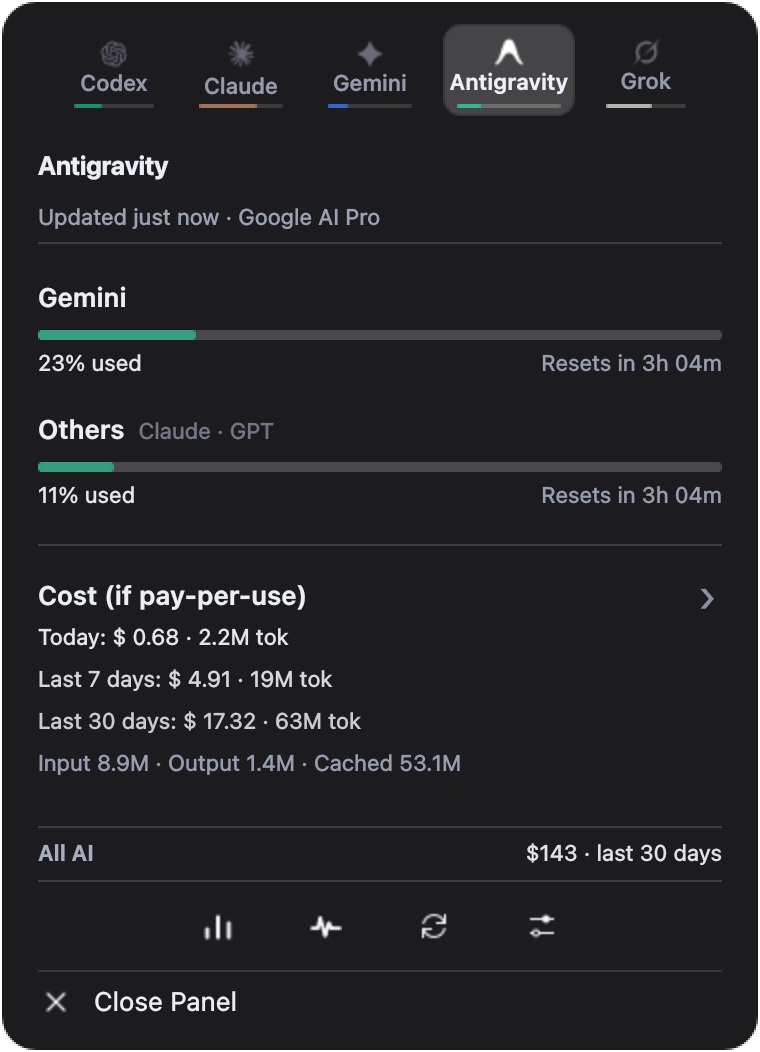 Codex Claude Gemini Antigravity Grok
Antigravity
Updated just now · Google AI Pro
Gemini
23% used Resets in 3h 04m
Others Claude · GPT
11% used Resets in 3h 04m
Cost (if pay-per-use)
Today: $ 0.68 · 2.2M tok
Last 7 days: $ 4.91 · 19M tok
Last 30 days: $ 17.32 · 63M tok
Input 8.9M · Output 1.4M · Cached 53.1M
All AI $143 · last 30 days
Close Panel